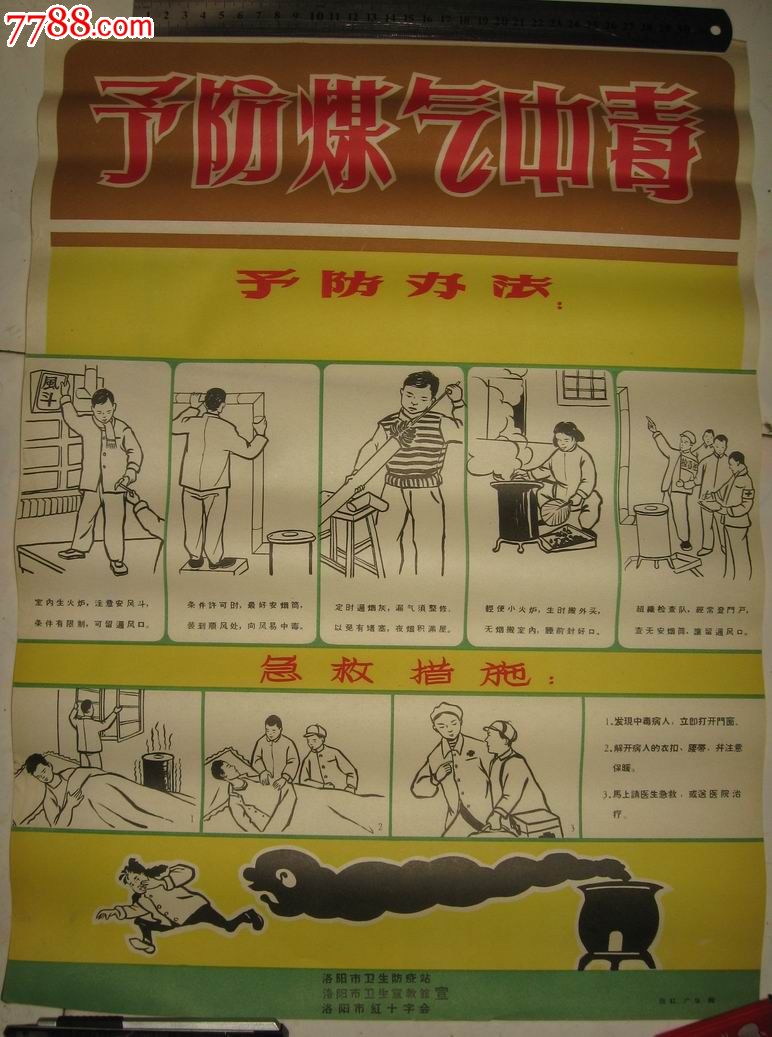 7788.com
予防煤气中毒
予防办法：
風斗
室内生火炉，注意安风斗，
条件有限制，可留通风口。
条件許可时，最好安烟筒，
装到順风处，向风易中毒。
定时通烟灰，漏气須整修，
以免有堵塞，夜烟积满屋。
輕便小火炉，生时搬外头，
无烟搬室内，睡前封好口。
組織检查队，經常登門戸，
查无安烟筒，讓留通风口。
急救措施：
1
2
3
1.发現中毒病人，立即打开門窗。
2.解开病人的衣扣、腰帶，并注意
保暖。
3.馬上請医生急救，或送医院治
疗。
洛阳市卫生防疫站
洛阳市卫生宣教館 宣
洛阳市紅十字会